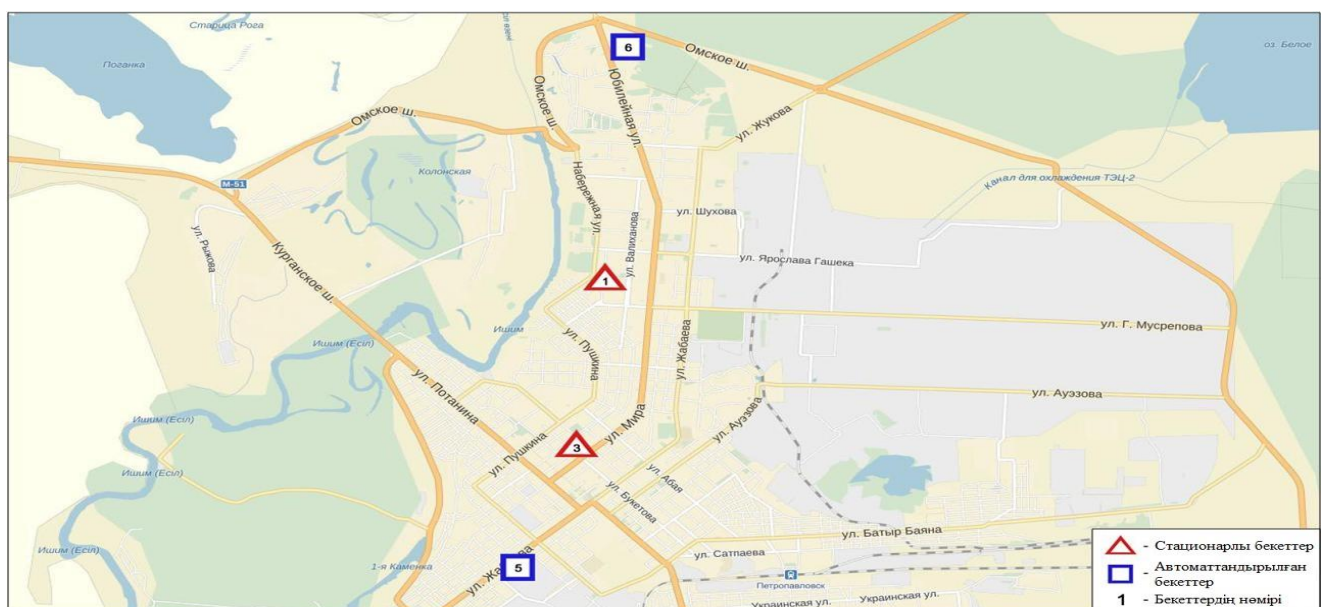 Старица Рога
Поганка
6
Омское ш.
оз. Белое
Омское ш.
Юбилейная ул.
Омское ш.
ул. Жукова
Колонская
М-51
Набережная ул.
Канал для охлаждения ТЭЦ-2
ул. Рыжова
ул. Валиханова
ул. Шухова
Курганское ш.
ул. Ярослава Гашека
1
Ишим
ул. Г. Мусрепова
Ишим (Есіл)
ул. Пушкина
ул. Жабаева
ул. Потанина
ул. Ауэзова
Ишим (Есіл)
ул. Мира
ул. Ауэзова
3
ул. Пушкина
Ишим (Есіл)
ул. Абая
ул. Букетова
ул. Батыр Баяна
Ишим (Есіл)
ул. Сатпаева
1-я Каменка
5
Петропавловск
Украинская ул.
Украинская ул.
- Стационарлы бекеттер
- Автоматтандырылған
бекеттер
1 - Бекеттердің нөмірі